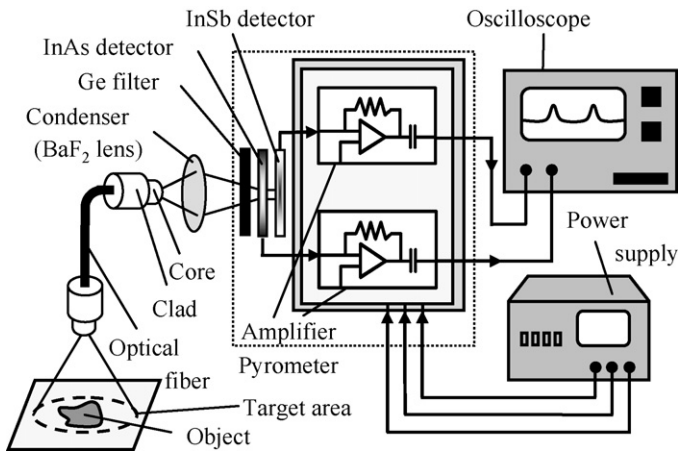 InSb detector
InAs detector
Ge filter
Condenser
(BaF₂ lens)
Oscilloscope
Core
Clad
Optical
fiber
Target area
Object
Amplifier
Pyrometer
Power
supply